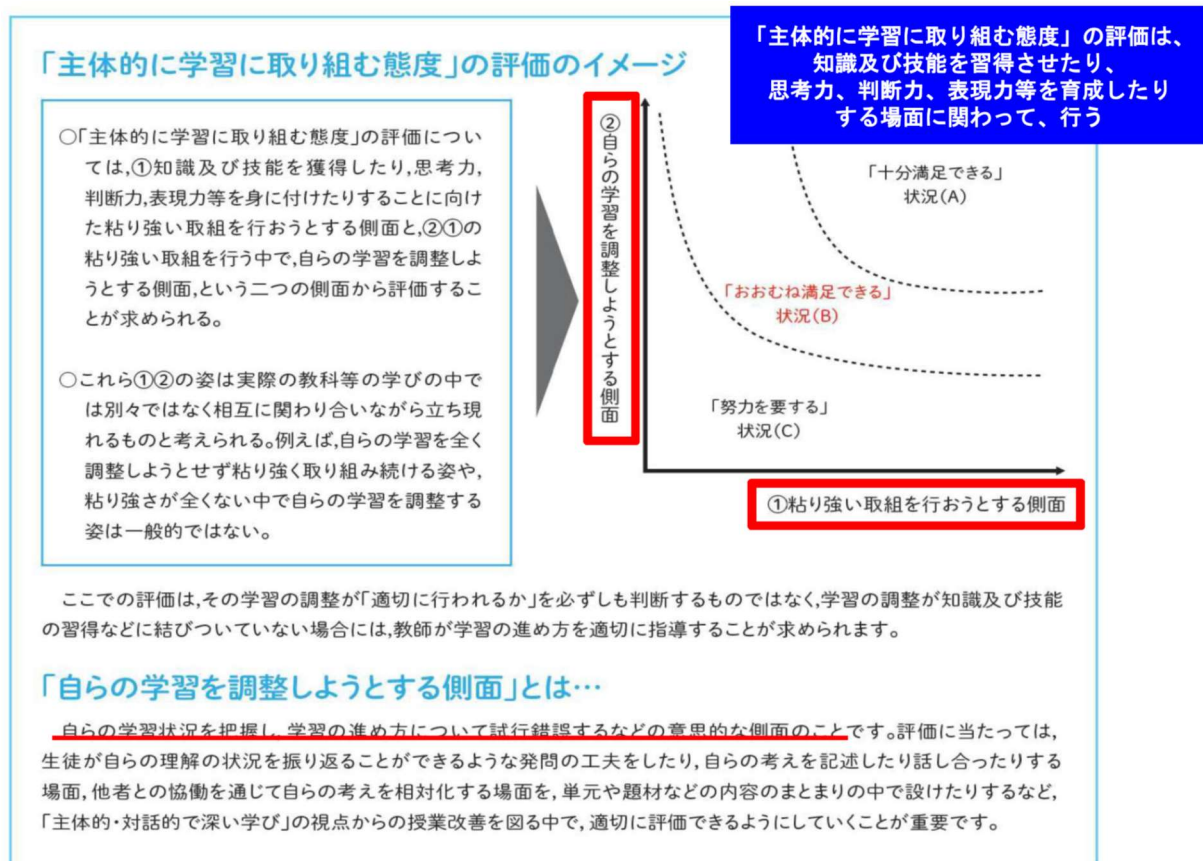 「主体的に学習に取り組む態度」の評価のイメージ
「主体的に学習に取り組む態度」の評価は、
知識及び技能を習得させたり、
思考力、判断力、表現力等を育成したり
する場面に関わって、行う
○「主体的に学習に取り組む態度」の評価につい
ては,①知識及び技能を獲得したり,思考力,
判断力,表現力等を身に付けたりすることに向け
た粘り強い取組を行おうとする側面と,②①の
粘り強い取組を行う中で,自らの学習を調整しよ
うとする側面,という二つの側面から評価するこ
とが求められる。
○これら①②の姿は実際の教科等の学びの中で
は別々ではなく相互に関わり合いながら立ち現
れるものと考えられる。例えば,自らの学習を全く
調整しようとせず粘り強く取り組み続ける姿や,
粘り強さが全くない中で自らの学習を調整する
姿は一般的ではない。
②自らの学習を調整しようとする側面
「十分満足できる」
状況(A)
「おおむね満足できる」
状況(B)
「努力を要する」
状況(C)
①粘り強い取組を行おうとする側面
ここでの評価は,その学習の調整が「適切に行われるか」を必ずしも判断するものではなく,学習の調整が知識及び技能
の習得などに結びついていない場合には,教師が学習の進め方を適切に指導することが求められます。
「自らの学習を調整しようとする側面」とは…
自らの学習状況を把握し,学習の進め方について試行錯誤するなどの意思的な側面のことです。評価に当たっては,
生徒が自らの理解の状況を振り返ることができるような発問の工夫をしたり,自らの考えを記述したり話し合ったりする
場面,他者との協働を通じて自らの考えを相対化する場面を,単元や題材などの内容のまとまりの中で設けたりするなど,
「主体的・対話的で深い学び」の視点からの授業改善を図る中で,適切に評価できるようにしていくことが重要です。